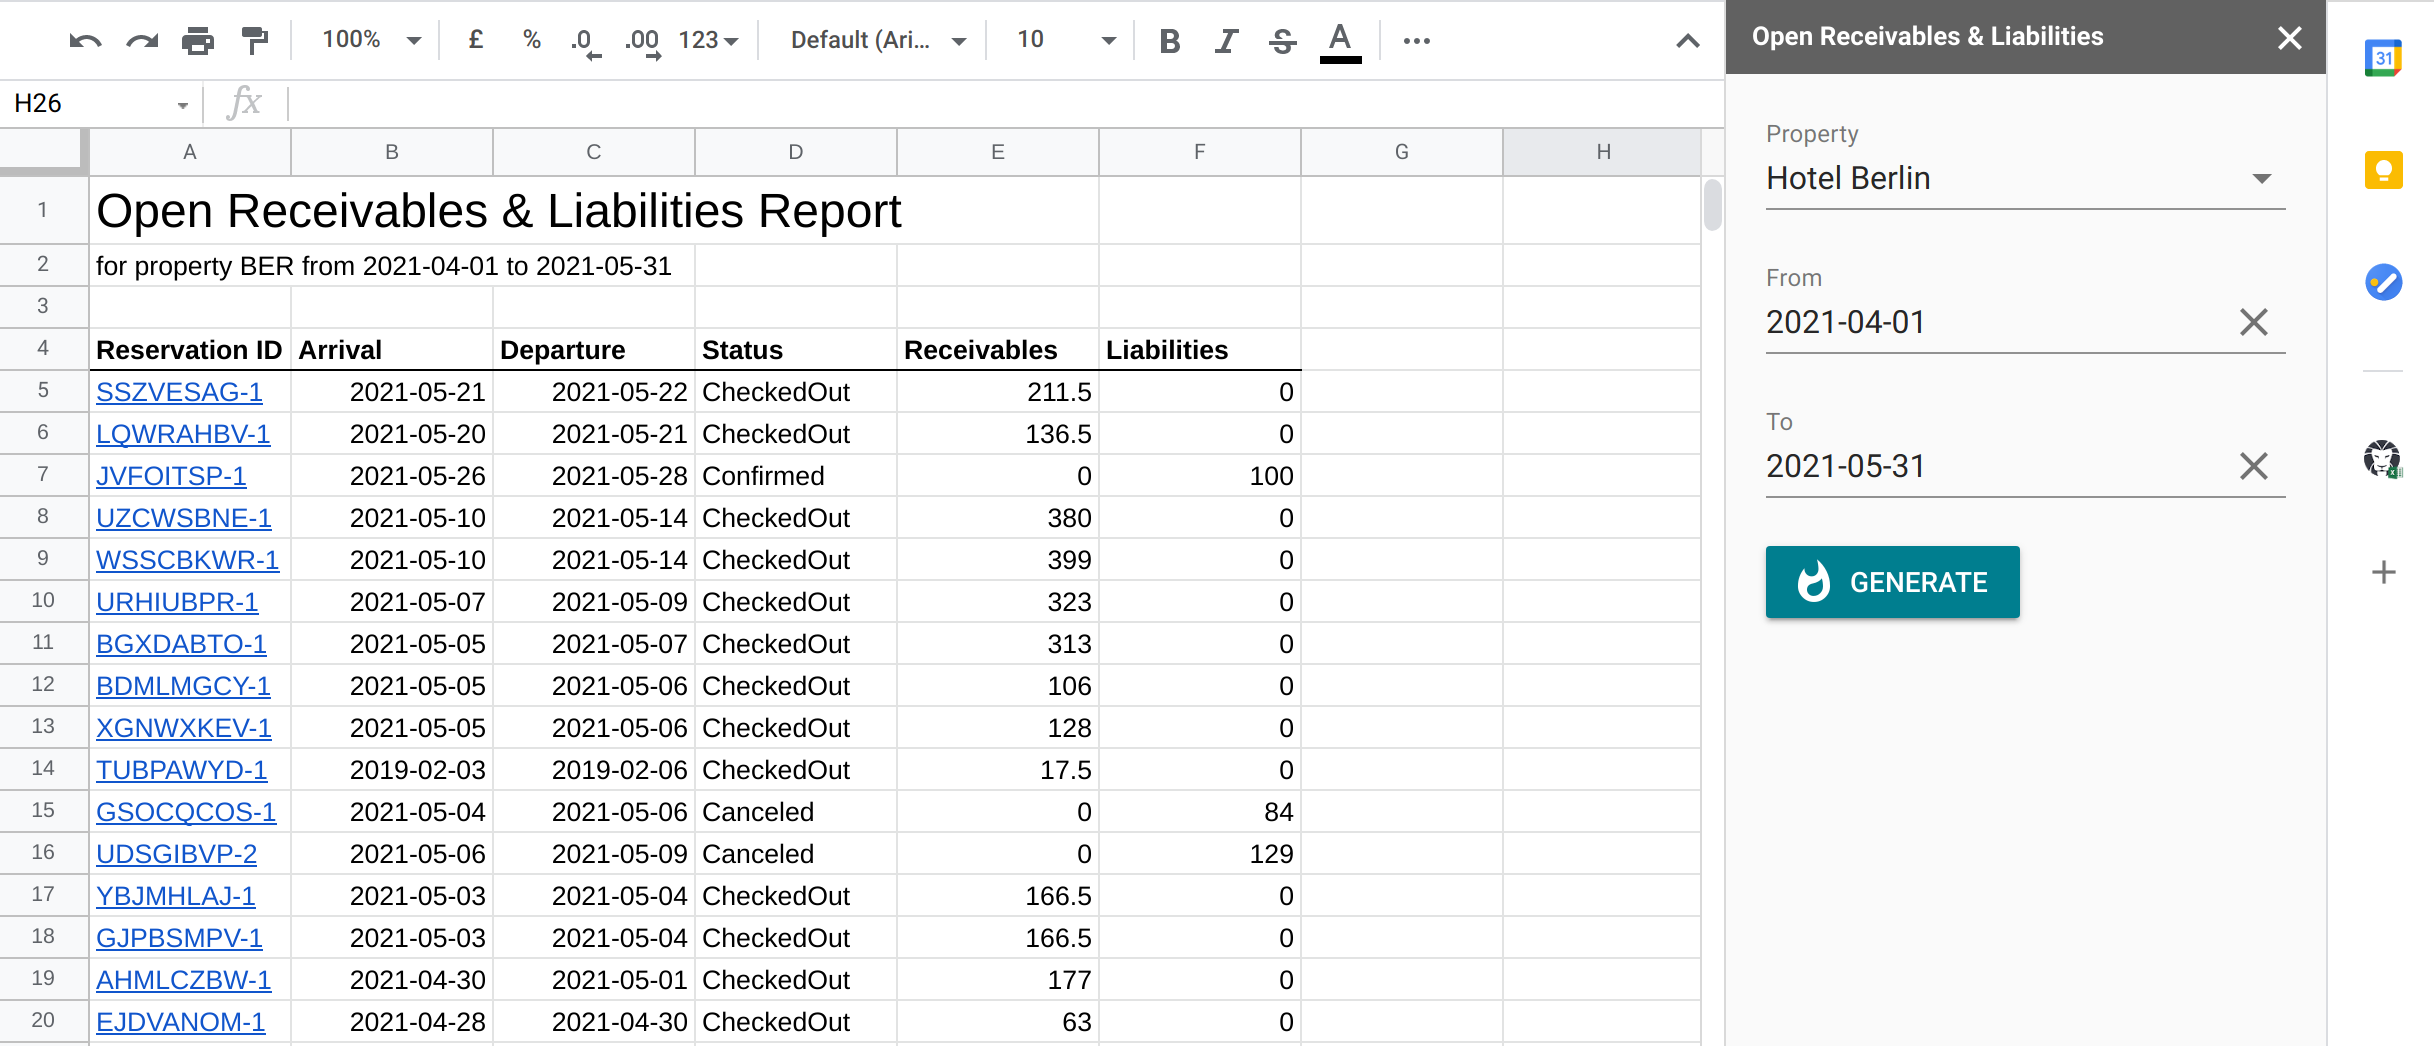 100% £ % .0 .00 123 Default (Ari... 10 B I S A
H26 fx
A B C D E F G H
1 Open Receivables & Liabilities Report
2 for property BER from 2021-04-01 to 2021-05-31
3
4 Reservation ID Arrival Departure Status Receivables Liabilities
5 SSZVESAG-1 2021-05-21 2021-05-22 CheckedOut 211.5 0
6 LQWRAHBV-1 2021-05-20 2021-05-21 CheckedOut 136.5 0
7 JVFOITSP-1 2021-05-26 2021-05-28 Confirmed 0 100
8 UZCWSBNE-1 2021-05-10 2021-05-14 CheckedOut 380 0
9 WSSCBKWR-1 2021-05-10 2021-05-14 CheckedOut 399 0
10 URHIUBPR-1 2021-05-07 2021-05-09 CheckedOut 323 0
11 BGXDABTO-1 2021-05-05 2021-05-07 CheckedOut 313 0
12 BDMLMGCY-1 2021-05-05 2021-05-06 CheckedOut 106 0
13 XGNWXKEV-1 2021-05-05 2021-05-06 CheckedOut 128 0
14 TUBPAWYD-1 2019-02-03 2019-02-06 CheckedOut 17.5 0
15 GSOCQCOS-1 2021-05-04 2021-05-06 Canceled 0 84
16 UDSGIBVP-2 2021-05-06 2021-05-09 Canceled 0 129
17 YBJMHLAJ-1 2021-05-03 2021-05-04 CheckedOut 166.5 0
18 GJPBSMPV-1 2021-05-03 2021-05-04 CheckedOut 166.5 0
19 AHMLCZBW-1 2021-04-30 2021-05-01 CheckedOut 177 0
20 EJDVANOM-1 2021-04-28 2021-04-30 CheckedOut 63 0
Open Receivables & Liabilities
Property
Hotel Berlin
From
2021-04-01
To
2021-05-31
GENERATE
31